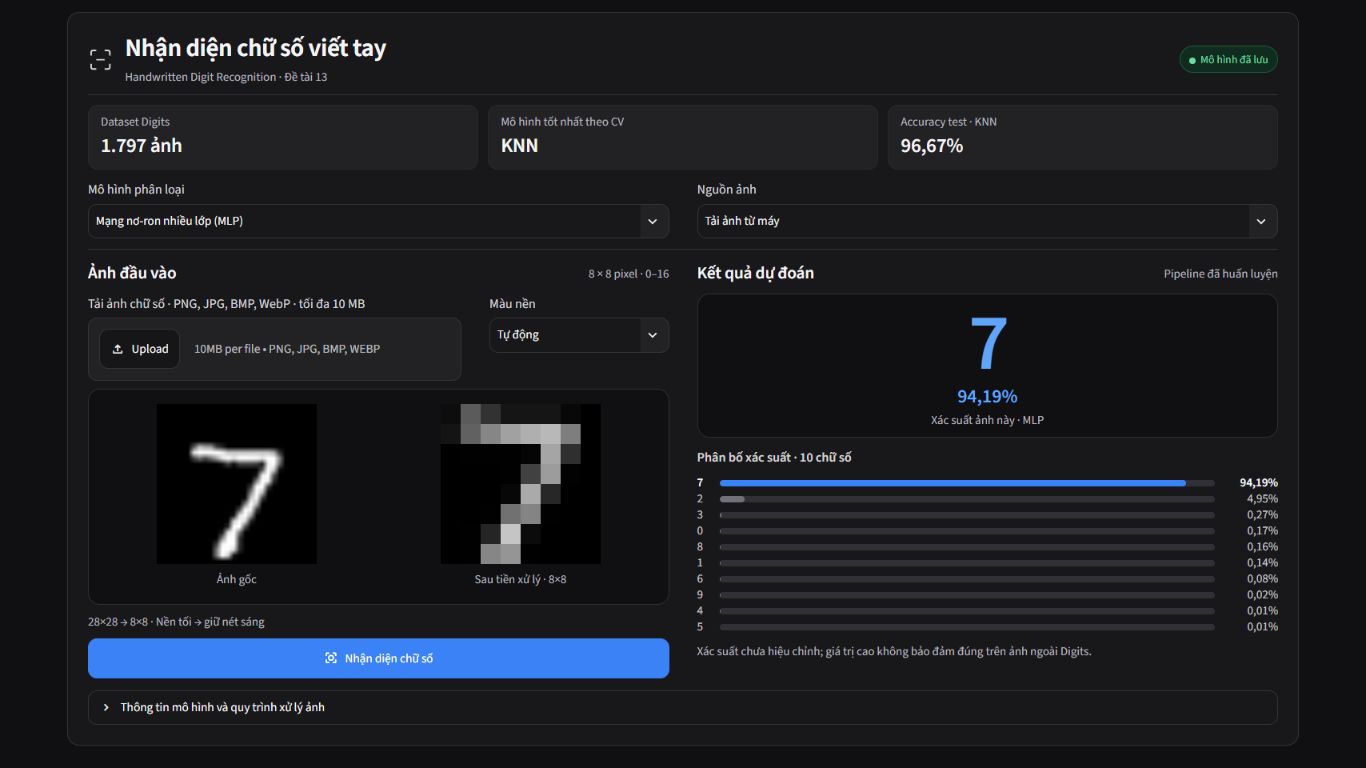 Nhận diện chữ số viết tay
Handwritten Digit Recognition · Đề tài 13
Mô hình đã lưu
Dataset Digits
1.797 ảnh
Mô hình tốt nhất theo CV
KNN
Accuracy test · KNN
96,67%
Mô hình phân loại
Mạng nơ-ron nhiều lớp (MLP)
Nguồn ảnh
Tải ảnh từ máy
Ảnh đầu vào
8 × 8 pixel · 0–16
Tải ảnh chữ số · PNG, JPG, BMP, WebP · tối đa 10 MB
Màu nền
Upload
10MB per file • PNG, JPG, BMP, WEBP
Tự động
7
7
Ảnh gốc
Sau tiền xử lý · 8×8
28×28 → 8×8 · Nền tối → giữ nét sáng
Nhận diện chữ số
Kết quả dự đoán
Pipeline đã huấn luyện
7
94,19%
Xác suất ảnh này · MLP
Phân bố xác suất · 10 chữ số
7 94,19%
2 4,95%
3 0,27%
0 0,17%
8 0,16%
1 0,14%
6 0,08%
9 0,02%
4 0,01%
5 0,01%
Xác suất chưa hiệu chỉnh; giá trị cao không bảo đảm đúng trên ảnh ngoài Digits.
Thông tin mô hình và quy trình xử lý ảnh